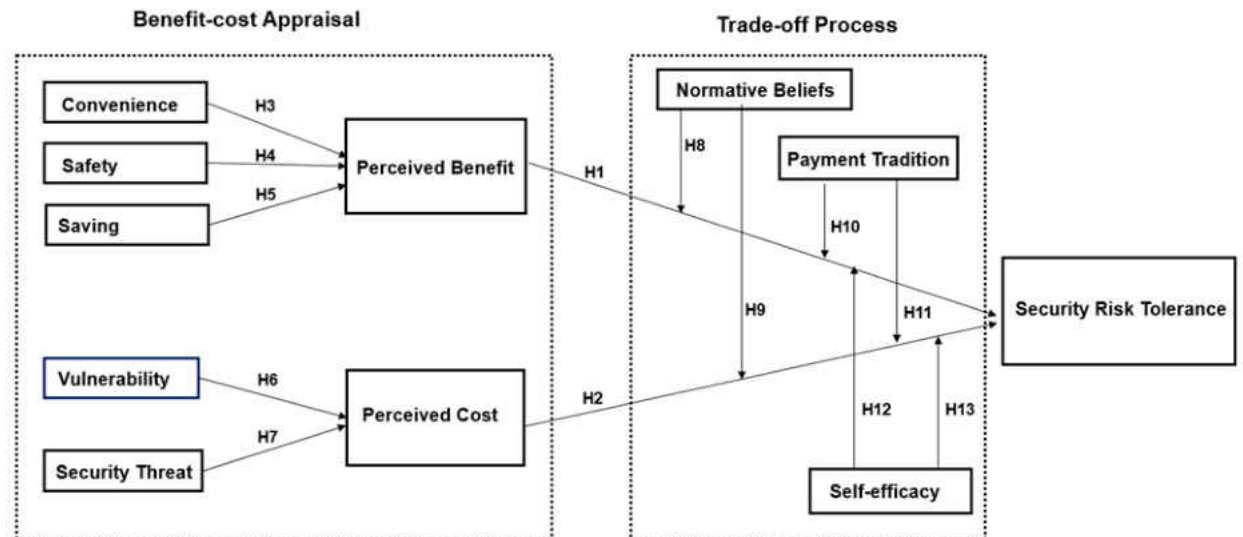 Benefit-cost Appraisal
Trade-off Process
Convenience
H3
Safety
H4
Saving
H5
Perceived Benefit
H1
Normative Beliefs
H8
Payment Tradition
H10
H9
H11
Security Risk Tolerance
Vulnerability
H6
Security Threat
H7
Perceived Cost
H2
H12
H13
Self-efficacy